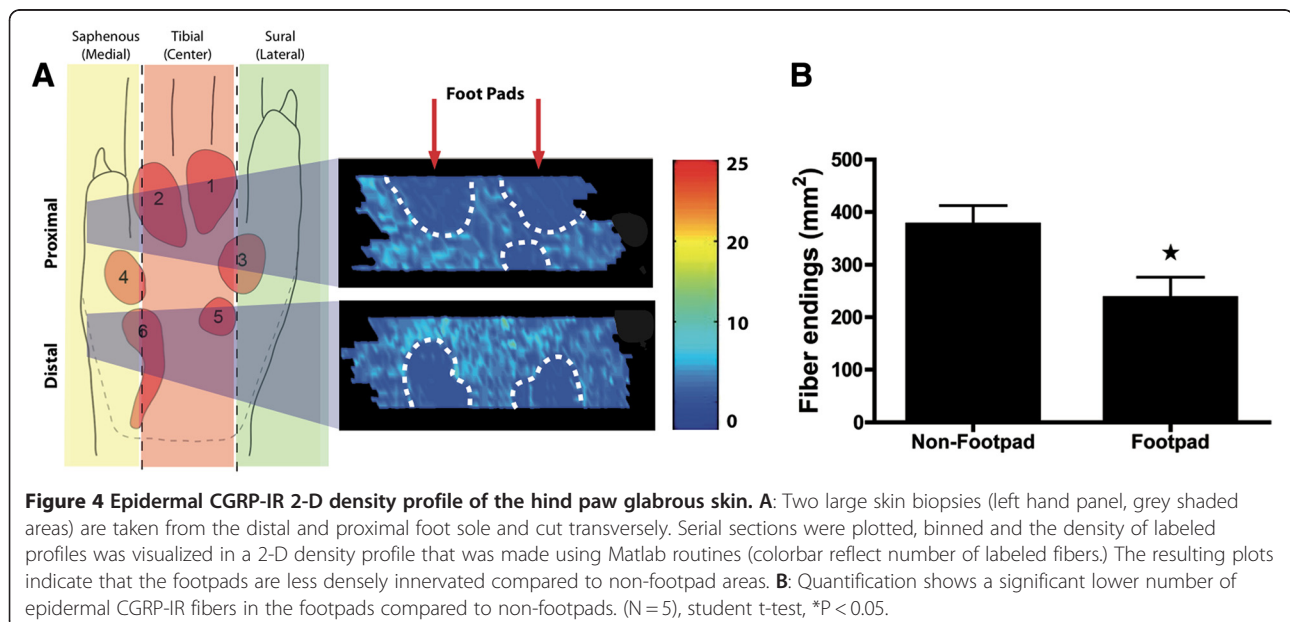 Saphenous Tibial Sural
(Medial) (Center) (Lateral)
A
Foot Pads
B
Proximal
Distal
1
2
3
4
5
6
25
20
10
0
Fiber endings (mm²)
500
400
300
200
100
0
★
Non-Footpad Footpad
Figure 4 Epidermal CGRP-IR 2-D density profile of the hind paw glabrous skin. A: Two large skin biopsies (left hand panel, grey shaded
areas) are taken from the distal and proximal foot sole and cut transversely. Serial sections were plotted, binned and the density of labeled
profiles was visualized in a 2-D density profile that was made using Matlab routines (colorbar reflect number of labeled fibers.) The resulting plots
indicate that the footpads are less densely innervated compared to non-footpad areas. B: Quantification shows a significant lower number of
epidermal CGRP-IR fibers in the footpads compared to non-footpads. (N = 5), student t-test, *P < 0.05.